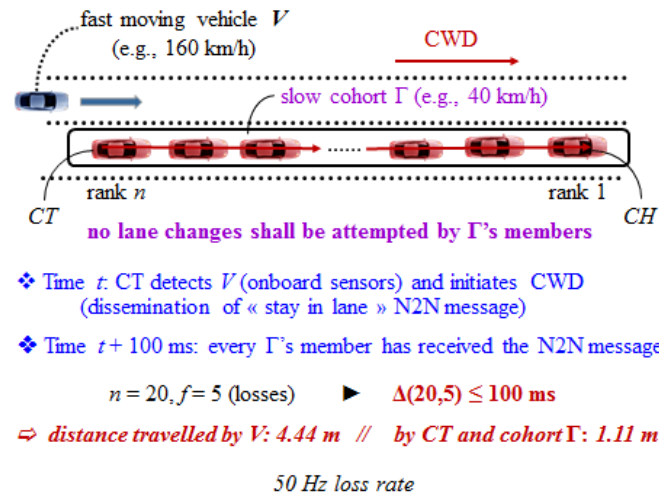 fast moving vehicle V
(e.g., 160 km/h)
CWD
slow cohort Γ (e.g., 40 km/h)
CT
rank n
rank 1
CH
no lane changes shall be attempted by Γ's members
❖ Time t: CT detects V (onboard sensors) and initiates CWD
(dissemination of « stay in lane » N2N message)
❖ Time t + 100 ms: every Γ's member has received the N2N message
n = 20, f = 5 (losses) ► Δ(20,5) ≤ 100 ms
⇨ distance travelled by V: 4.44 m // by CT and cohort Γ: 1.11 m
50 Hz loss rate